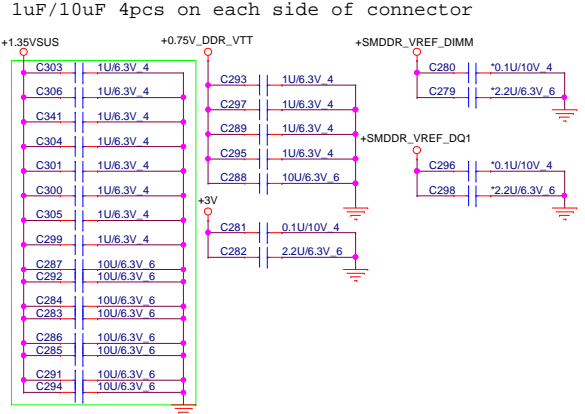 1uF/10uF 4pcs on each side of connector
+1.35VSUS
C303 1U/6.3V_4
C306 1U/6.3V_4
C341 1U/6.3V_4
C304 1U/6.3V_4
C301 1U/6.3V_4
C300 1U/6.3V_4
C305 1U/6.3V_4
C299 1U/6.3V_4
C287 10U/6.3V_6
C292 10U/6.3V_6
C284 10U/6.3V_6
C283 10U/6.3V_6
C286 10U/6.3V_6
C285 10U/6.3V_6
C291 10U/6.3V_6
C294 10U/6.3V_6
+0.75V_DDR_VTT
C293 1U/6.3V_4
C297 1U/6.3V_4
C289 1U/6.3V_4
C295 1U/6.3V_4
C288 10U/6.3V_6
+3V
C281 0.1U/10V_4
C282 2.2U/6.3V_6
+SMDDR_VREF_DIMM
C280 *0.1U/10V_4
C279 *2.2U/6.3V_6
+SMDDR_VREF_DQ1
C296 *0.1U/10V_4
C298 *2.2U/6.3V_6